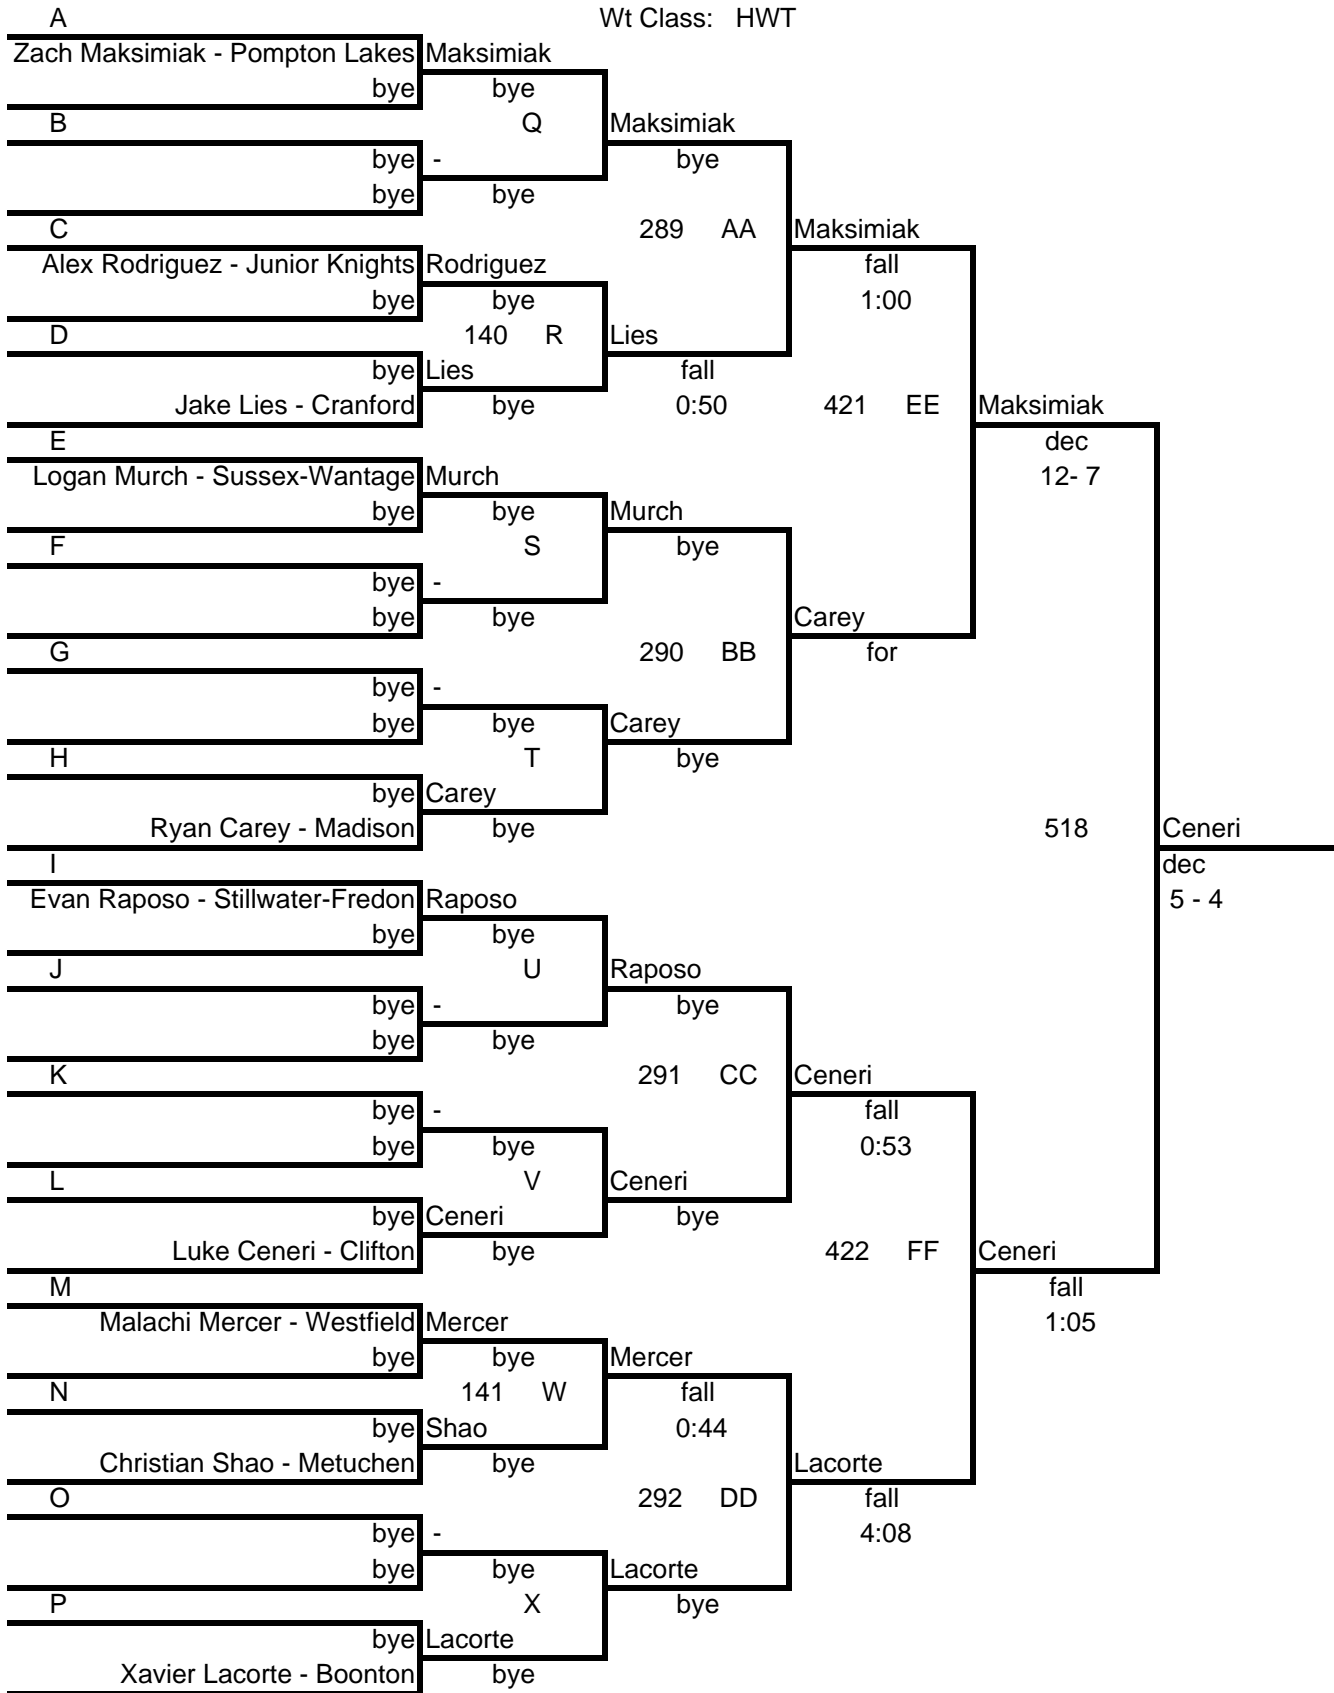 A
Wt Class: HWT
Zach Maksimiak - Pompton Lakes
Maksimiak
bye
bye
B
Q
Maksimiak
bye
-
bye
bye
bye
C
289 AA
Maksimiak
Alex Rodriguez - Junior Knights
Rodriguez
fall
bye
bye
1:00
D
140 R
Lies
bye
Lies
fall
Jake Lies - Cranford
bye
0:50
421 EE
Maksimiak
E
dec
Logan Murch - Sussex-Wantage
Murch
12- 7
bye
bye
Murch
F
S
bye
bye
-
bye
bye
Carey
G
290 BB
for
bye
-
bye
bye
Carey
H
T
bye
bye
Carey
Ryan Carey - Madison
bye
518
Ceneri
I
dec
Evan Raposo - Stillwater-Fredon
Raposo
5 - 4
bye
bye
J
U
Raposo
bye
-
bye
bye
bye
K
291 CC
Ceneri
bye
-
fall
bye
bye
0:53
L
V
Ceneri
bye
Ceneri
bye
Luke Ceneri - Clifton
bye
422 FF
Ceneri
M
fall
Malachi Mercer - Westfield
Mercer
1:05
bye
bye
Mercer
N
141 W
fall
bye
Shao
0:44
Christian Shao - Metuchen
bye
Lacorte
O
292 DD
fall
bye
-
4:08
bye
bye
Lacorte
P
X
bye
bye
Lacorte
Xavier Lacorte - Boonton
bye